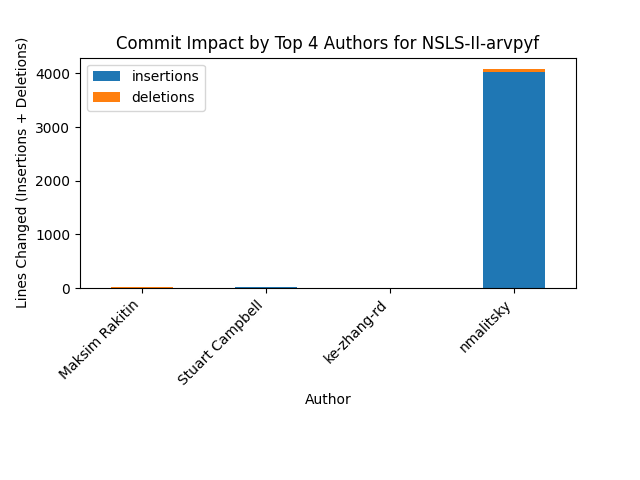 Commit Impact by Top 4 Authors for NSLS-II-arvpyf
insertions
deletions
Lines Changed (Insertions + Deletions)
4000
3000
2000
1000
0
Maksim Rakitin
Stuart Campbell
ke-zhang-rd
nmalitsky
Author